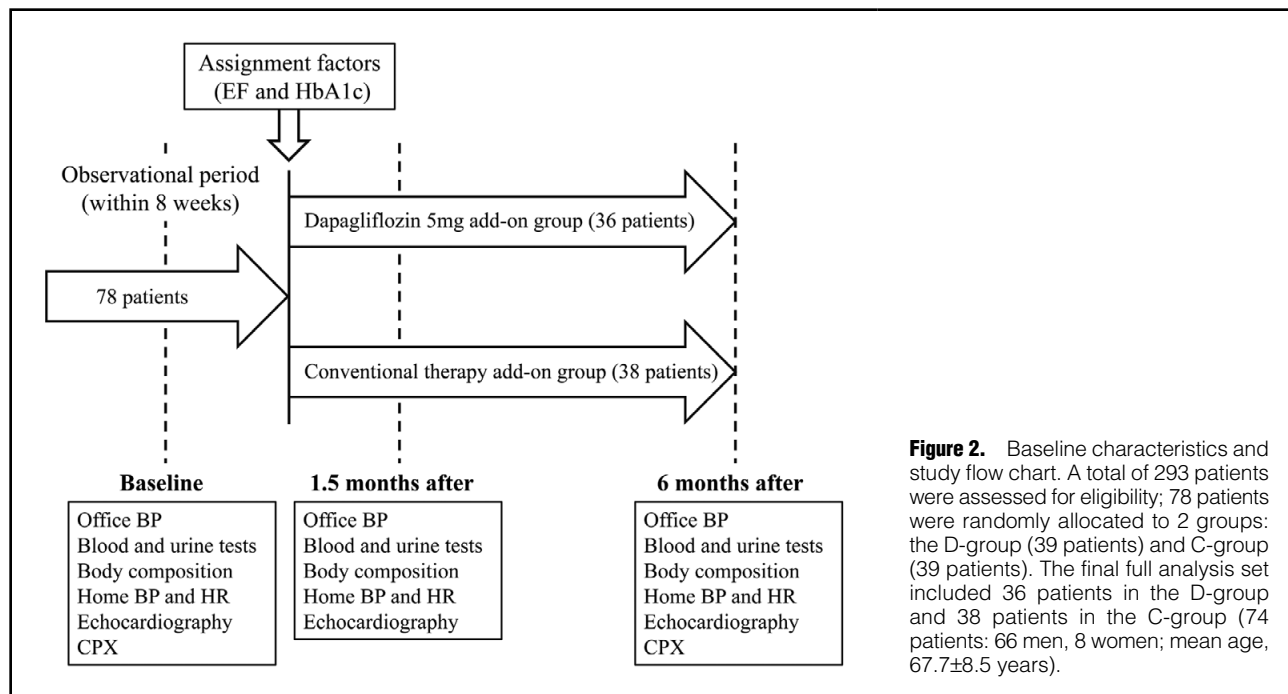 Assignment factors
(EF and HbA1c)
Observational period
(within 8 weeks)
Dapagliflozin 5mg add-on group (36 patients)
78 patients
Conventional therapy add-on group (38 patients)
Baseline
Office BP
Blood and urine tests
Body composition
Home BP and HR
Echocardiography
CPX
1.5 months after
Office BP
Blood and urine tests
Body composition
Home BP and HR
Echocardiography
6 months after
Office BP
Blood and urine tests
Body composition
Home BP and HR
Echocardiography
CPX
Figure 2. Baseline characteristics and
study flow chart. A total of 293 patients
were assessed for eligibility; 78 patients
were randomly allocated to 2 groups:
the D-group (39 patients) and C-group
(39 patients). The final full analysis set
included 36 patients in the D-group
and 38 patients in the C-group (74
patients: 66 men, 8 women; mean age,
67.7±8.5 years).